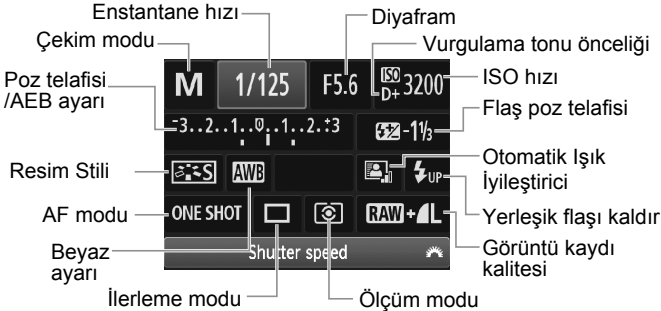 Enstantane hızı
Çekim modu
Diyafram
Vurgulama tonu önceliği
Poz telafisi
/AEB ayarı
M 1/125 F5.6 ISO D+ 3200
ISO hızı
-3..2..1..0..1..2.:+3
-1⅓
Flaş poz telafisi
Resim Stili
S AWB
UP
Otomatik Işık
İyileştirici
AF modu
ONE SHOT
RAW+L
Yerleşik flaşı kaldır
Beyaz
ayarı
Shutter speed
Görüntü kaydı
kalitesi
İlerleme modu
Ölçüm modu